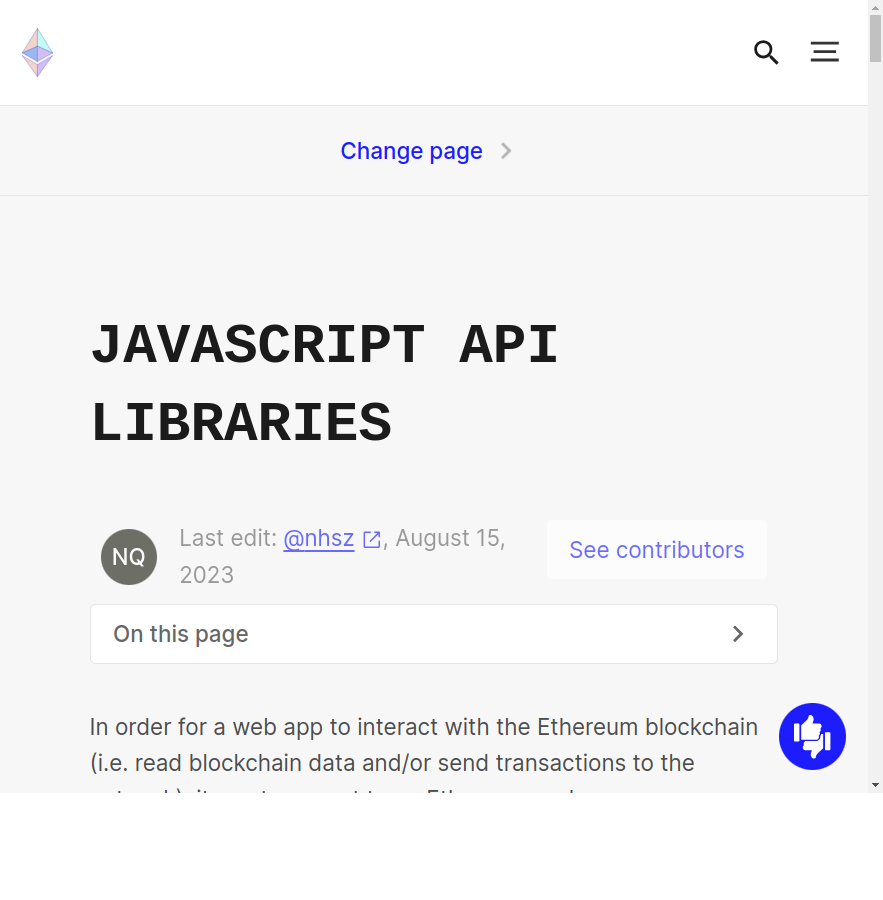 Change page
JAVASCRIPT API
LIBRARIES
NQ
Last edit: @nhsz, August 15,
2023
See contributors
On this page
In order for a web app to interact with the Ethereum blockchain
(i.e. read blockchain data and/or send transactions to the